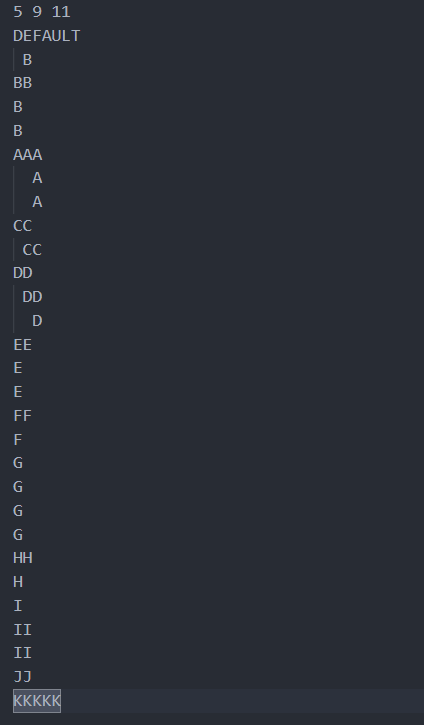 5 9 11
DEFAULT
 B
BB
B
B
AAA
  A
  A
CC
 CC
DD
 DD
  D
EE
E
E
FF
F
G
G
G
G
HH
H
I
II
II
JJ
KKKKK